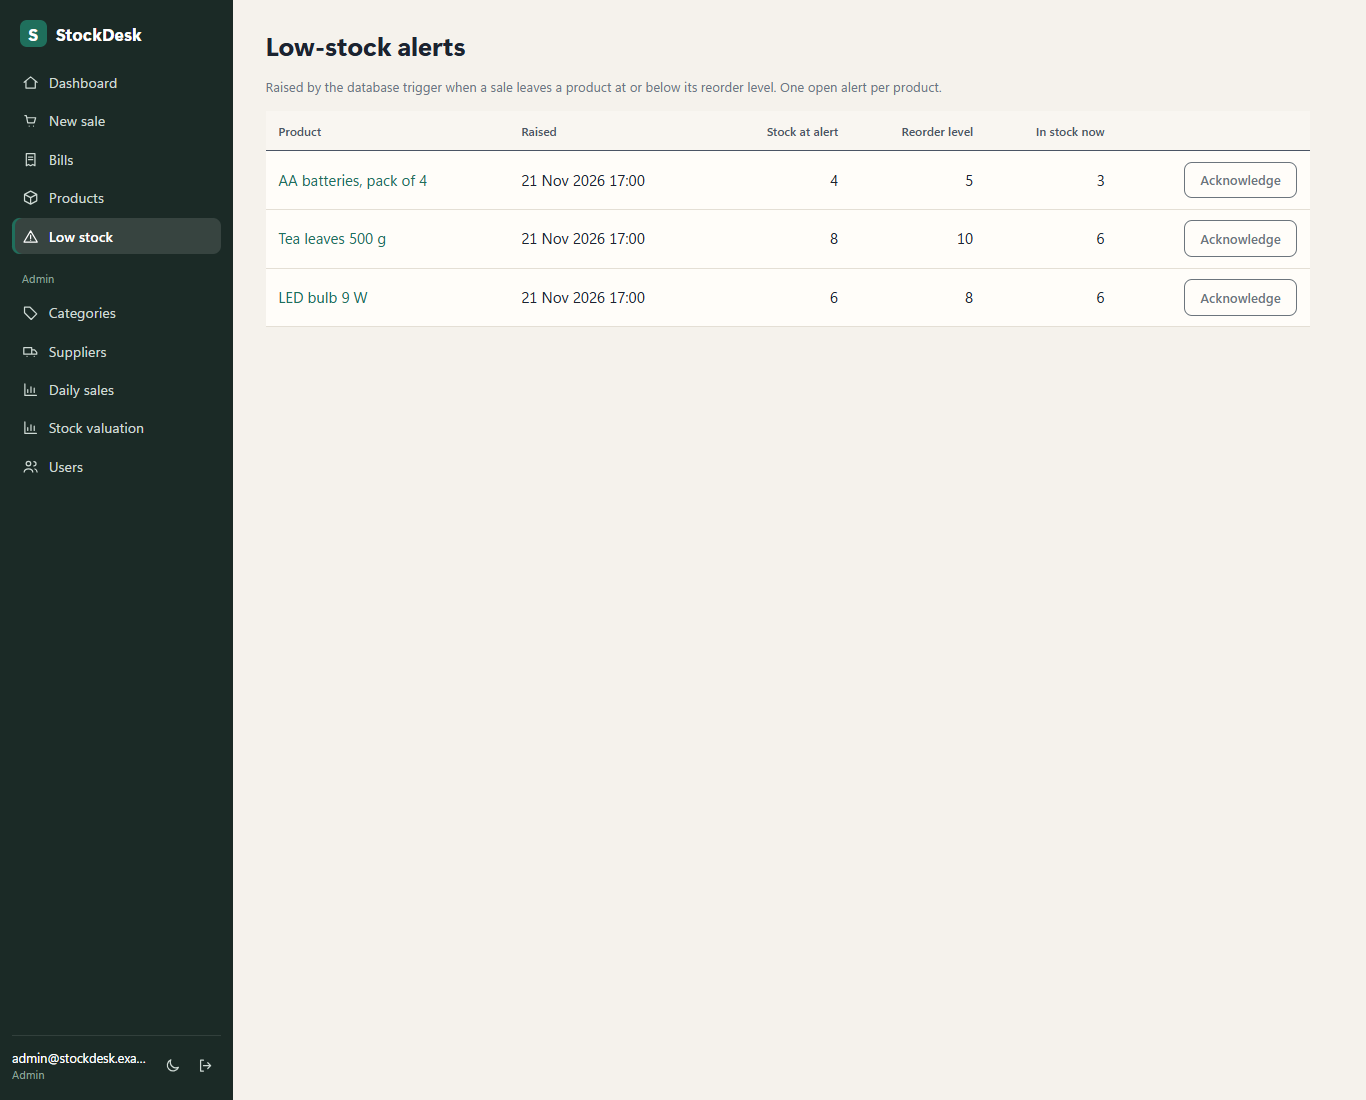 S StockDesk
Dashboard
New sale
Bills
Products
Low stock
Admin
Categories
Suppliers
Daily sales
Stock valuation
Users
admin@stockdesk.exa...
Admin
Low-stock alerts
Raised by the database trigger when a sale leaves a product at or below its reorder level. One open alert per product.
Product Raised Stock at alert Reorder level In stock now
AA batteries, pack of 4 21 Nov 2026 17:00 4 5 3 Acknowledge
Tea leaves 500 g 21 Nov 2026 17:00 8 10 6 Acknowledge
LED bulb 9 W 21 Nov 2026 17:00 6 8 6 Acknowledge